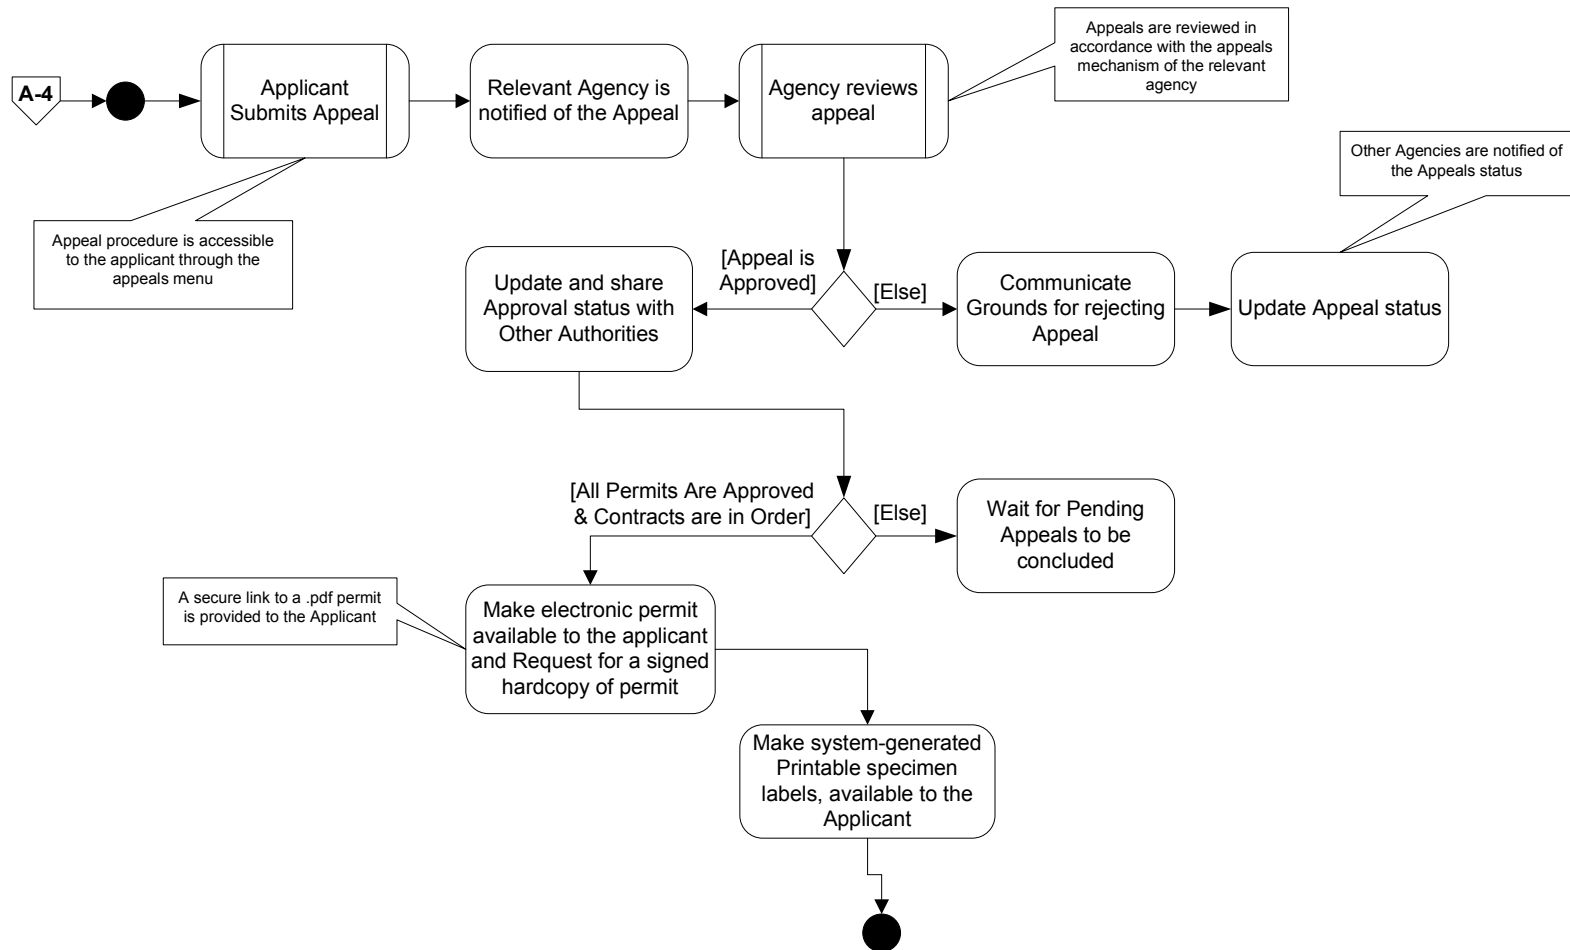 A-4
Applicant
Submits Appeal
Relevant Agency is
notified of the Appeal
Agency reviews
appeal
Appeals are reviewed in
accordance with the appeals
mechanism of the relevant
agency
Appeal procedure is accessible
to the applicant through the
appeals menu
Other Agencies are notified of
the Appeals status
Update and share
Approval status with
Other Authorities
[Appeal is
Approved]
[Else]
Communicate
Grounds for rejecting
Appeal
Update Appeal status
[All Permits Are Approved
& Contracts are in Order]
[Else]
Wait for Pending
Appeals to be
concluded
A secure link to a .pdf permit
is provided to the Applicant
Make electronic permit
available to the applicant
and Request for a signed
hardcopy of permit
Make system-generated
Printable specimen
labels, available to the
Applicant